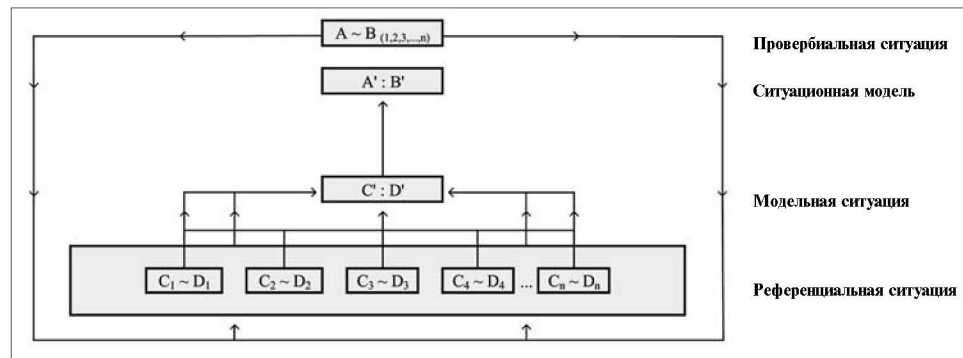 A ~ B (1,2,3,...,n)
Провербиальная ситуация
A' : B'
Ситуационная модель
C' : D'
Модельная ситуация
C1 ~ D1 C2 ~ D2 C3 ~ D3 C4 ~ D4 ... Cn ~ Dn
Референциальная ситуация